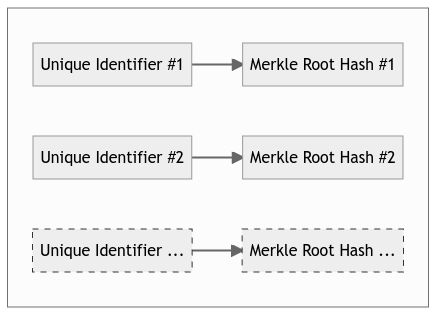 Unique Identifier #1
Merkle Root Hash #1
Unique Identifier #2
Merkle Root Hash #2
Unique Identifier ...
Merkle Root Hash ...